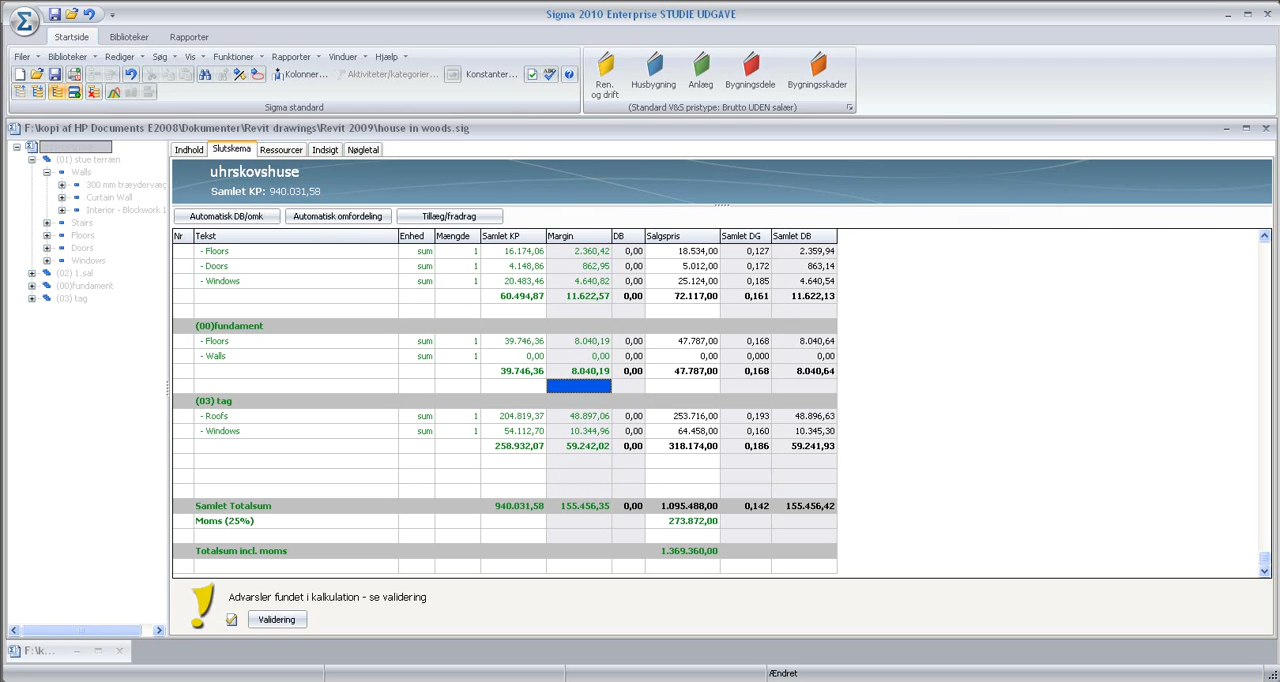 Sigma 2010 Enterprise STUDIE UDGAVE
Startside Biblioteker Rapporter
Filer Biblioteker Rediger Søg Vis Funktioner Rapporter Vinduer Hjælp
Kolonner... Aktiviteter/kategorier... Konstanter...
Sigma standard
Ren. og drift Husbygning Anlæg Bygningsdele Bygningsskader
(Standard V&S pristype: Brutto UDEN salær)
F:\kopi af HP Documents E2008\Dokumenter\Revit drawings\Revit 2009\house in woods.sig
(01) stue terræn
Walls
300 mm træydervæg
Curtain Wall
Interior - Blockwork 1
Stairs
Floors
Doors
Windows
(02) 1.sal
(00)fundament
(03) tag
Indhold Slutskema Ressourcer Indsigt Nøgletal
uhrskovshuse
Samlet KP: 940.031,58
Automatisk DB/omk Automatisk omfordeling Tillæg/fradrag
Nr Tekst Enhed Mængde Samlet KP Margin DB Salgspris Samlet DG Samlet DB
- Floors sum 1 16.174,06 2.360,42 0,00 18.534,00 0,127 2.359,94
- Doors sum 1 4.148,86 862,95 0,00 5.012,00 0,172 863,14
- Windows sum 1 20.483,46 4.640,82 0,00 25.124,00 0,185 4.640,54
60.494,87 11.622,57 0,00 72.117,00 0,161 11.622,13
(00)fundament
- Floors sum 1 39.746,36 8.040,19 0,00 47.787,00 0,168 8.040,64
- Walls sum 1 0,00 0,00 0,00 0,00 0,000 0,00
39.746,36 8.040,19 0,00 47.787,00 0,168 8.040,64
(03) tag
- Roofs sum 1 204.819,37 48.897,06 0,00 253.716,00 0,193 48.896,63
- Windows sum 1 54.112,70 10.344,96 0,00 64.458,00 0,160 10.345,30
258.932,07 59.242,02 0,00 318.174,00 0,186 59.241,93
Samlet Totalsum 940.031,58 155.456,35 0,00 1.095.488,00 0,142 155.456,42
Moms (25%) 273.872,00
Totalsum incl. moms 1.369.360,00
Advarsler fundet i kalkulation - se validering
Validering
F:\k...
Ændret